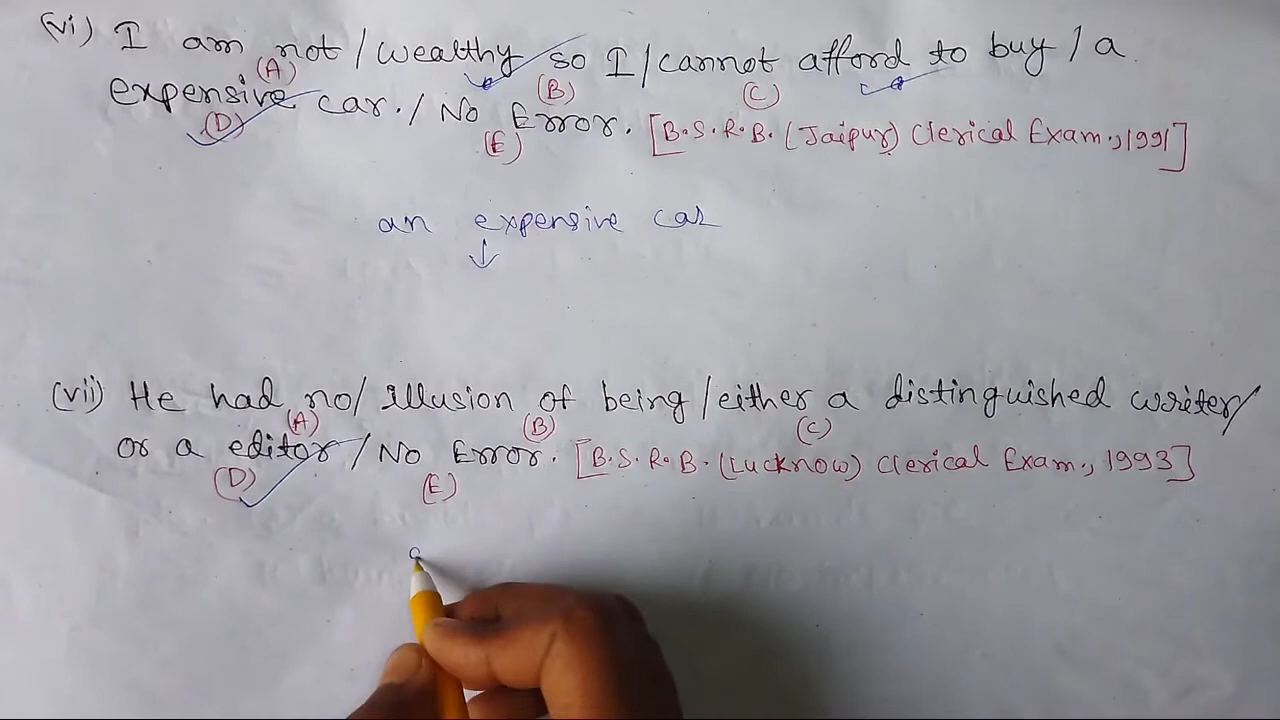 (vi) I am not/wealthy so I/cannot afford to buy/a
(A) (B) (C)
expensive car./No Error. [B.S.R.B. (Jaipur) Clerical Exam.,1991]
(D) (E)
an expensive car
(vii) He had no/illusion of being/either a distinguished writer/
(A) (B) (C)
or a editor/No Error. [B.S.R.B. (Lucknow) Clerical Exam., 1993]
(D) (E)
a